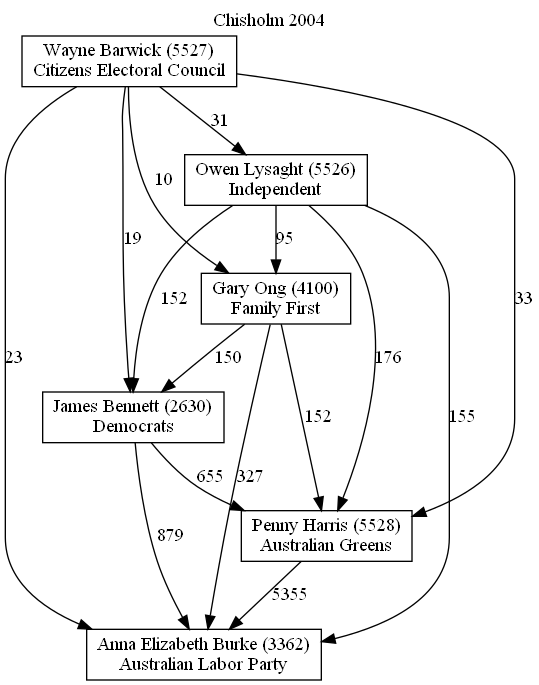 Chisholm 2004
Wayne Barwick (5527)
Citizens Electoral Council
31
Owen Lysaght (5526)
Independent
10
19
95
33
Gary Ong (4100)
Family First
152
23
150
176
James Bennett (2630)
Democrats
152
155
655
327
Penny Harris (5528)
Australian Greens
879
5355
Anna Elizabeth Burke (3362)
Australian Labor Party